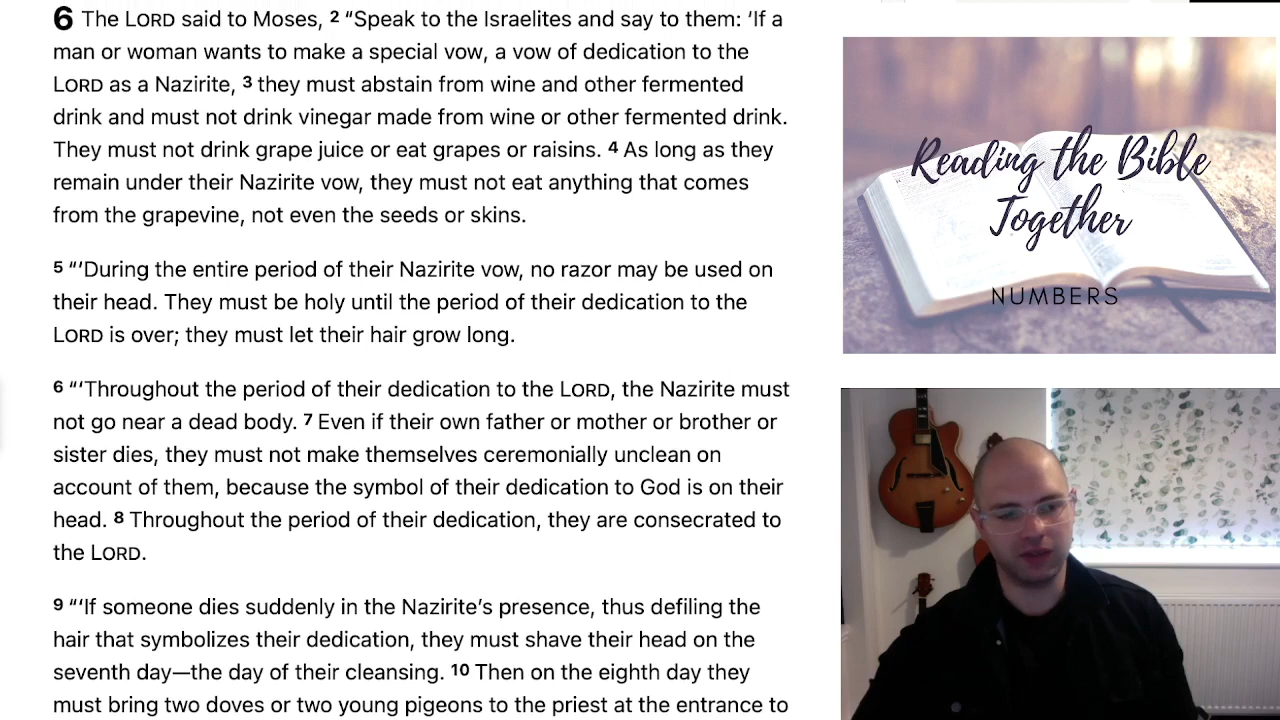 6 The LORD said to Moses, 2 “Speak to the Israelites and say to them: ‘If a
man or woman wants to make a special vow, a vow of dedication to the
LORD as a Nazirite, 3 they must abstain from wine and other fermented
drink and must not drink vinegar made from wine or other fermented drink.
They must not drink grape juice or eat grapes or raisins. 4 As long as they
remain under their Nazirite vow, they must not eat anything that comes
from the grapevine, not even the seeds or skins.
5 “‘During the entire period of their Nazirite vow, no razor may be used on
their head. They must be holy until the period of their dedication to the
LORD is over; they must let their hair grow long.
6 “‘Throughout the period of their dedication to the LORD, the Nazirite must
not go near a dead body. 7 Even if their own father or mother or brother or
sister dies, they must not make themselves ceremonially unclean on
account of them, because the symbol of their dedication to God is on their
head. 8 Throughout the period of their dedication, they are consecrated to
the LORD.
9 “‘If someone dies suddenly in the Nazirite’s presence, thus defiling the
hair that symbolizes their dedication, they must shave their head on the
seventh day—the day of their cleansing. 10 Then on the eighth day they
must bring two doves or two young pigeons to the priest at the entrance to
Reading the Bible
Together
NUMBERS